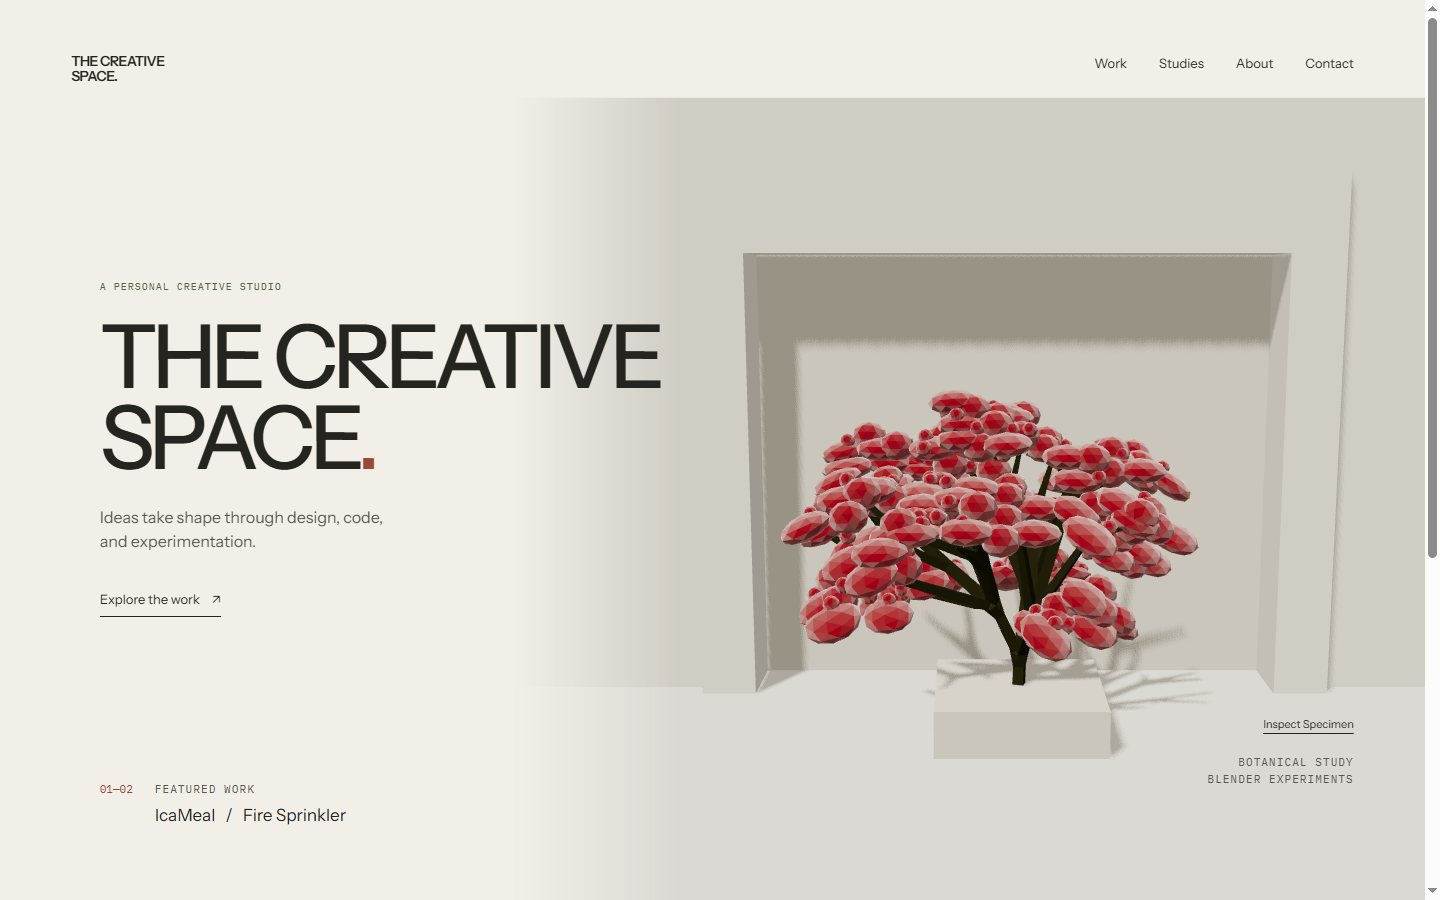 THE CREATIVE
SPACE.
Work
Studies
About
Contact
A PERSONAL CREATIVE STUDIO
THE CREATIVE
SPACE.
Ideas take shape through design, code,
and experimentation.
Explore the work ↗
Inspect Specimen
BOTANICAL STUDY
BLENDER EXPERIMENTS
01—02 FEATURED WORK
IcaMeal / Fire Sprinkler